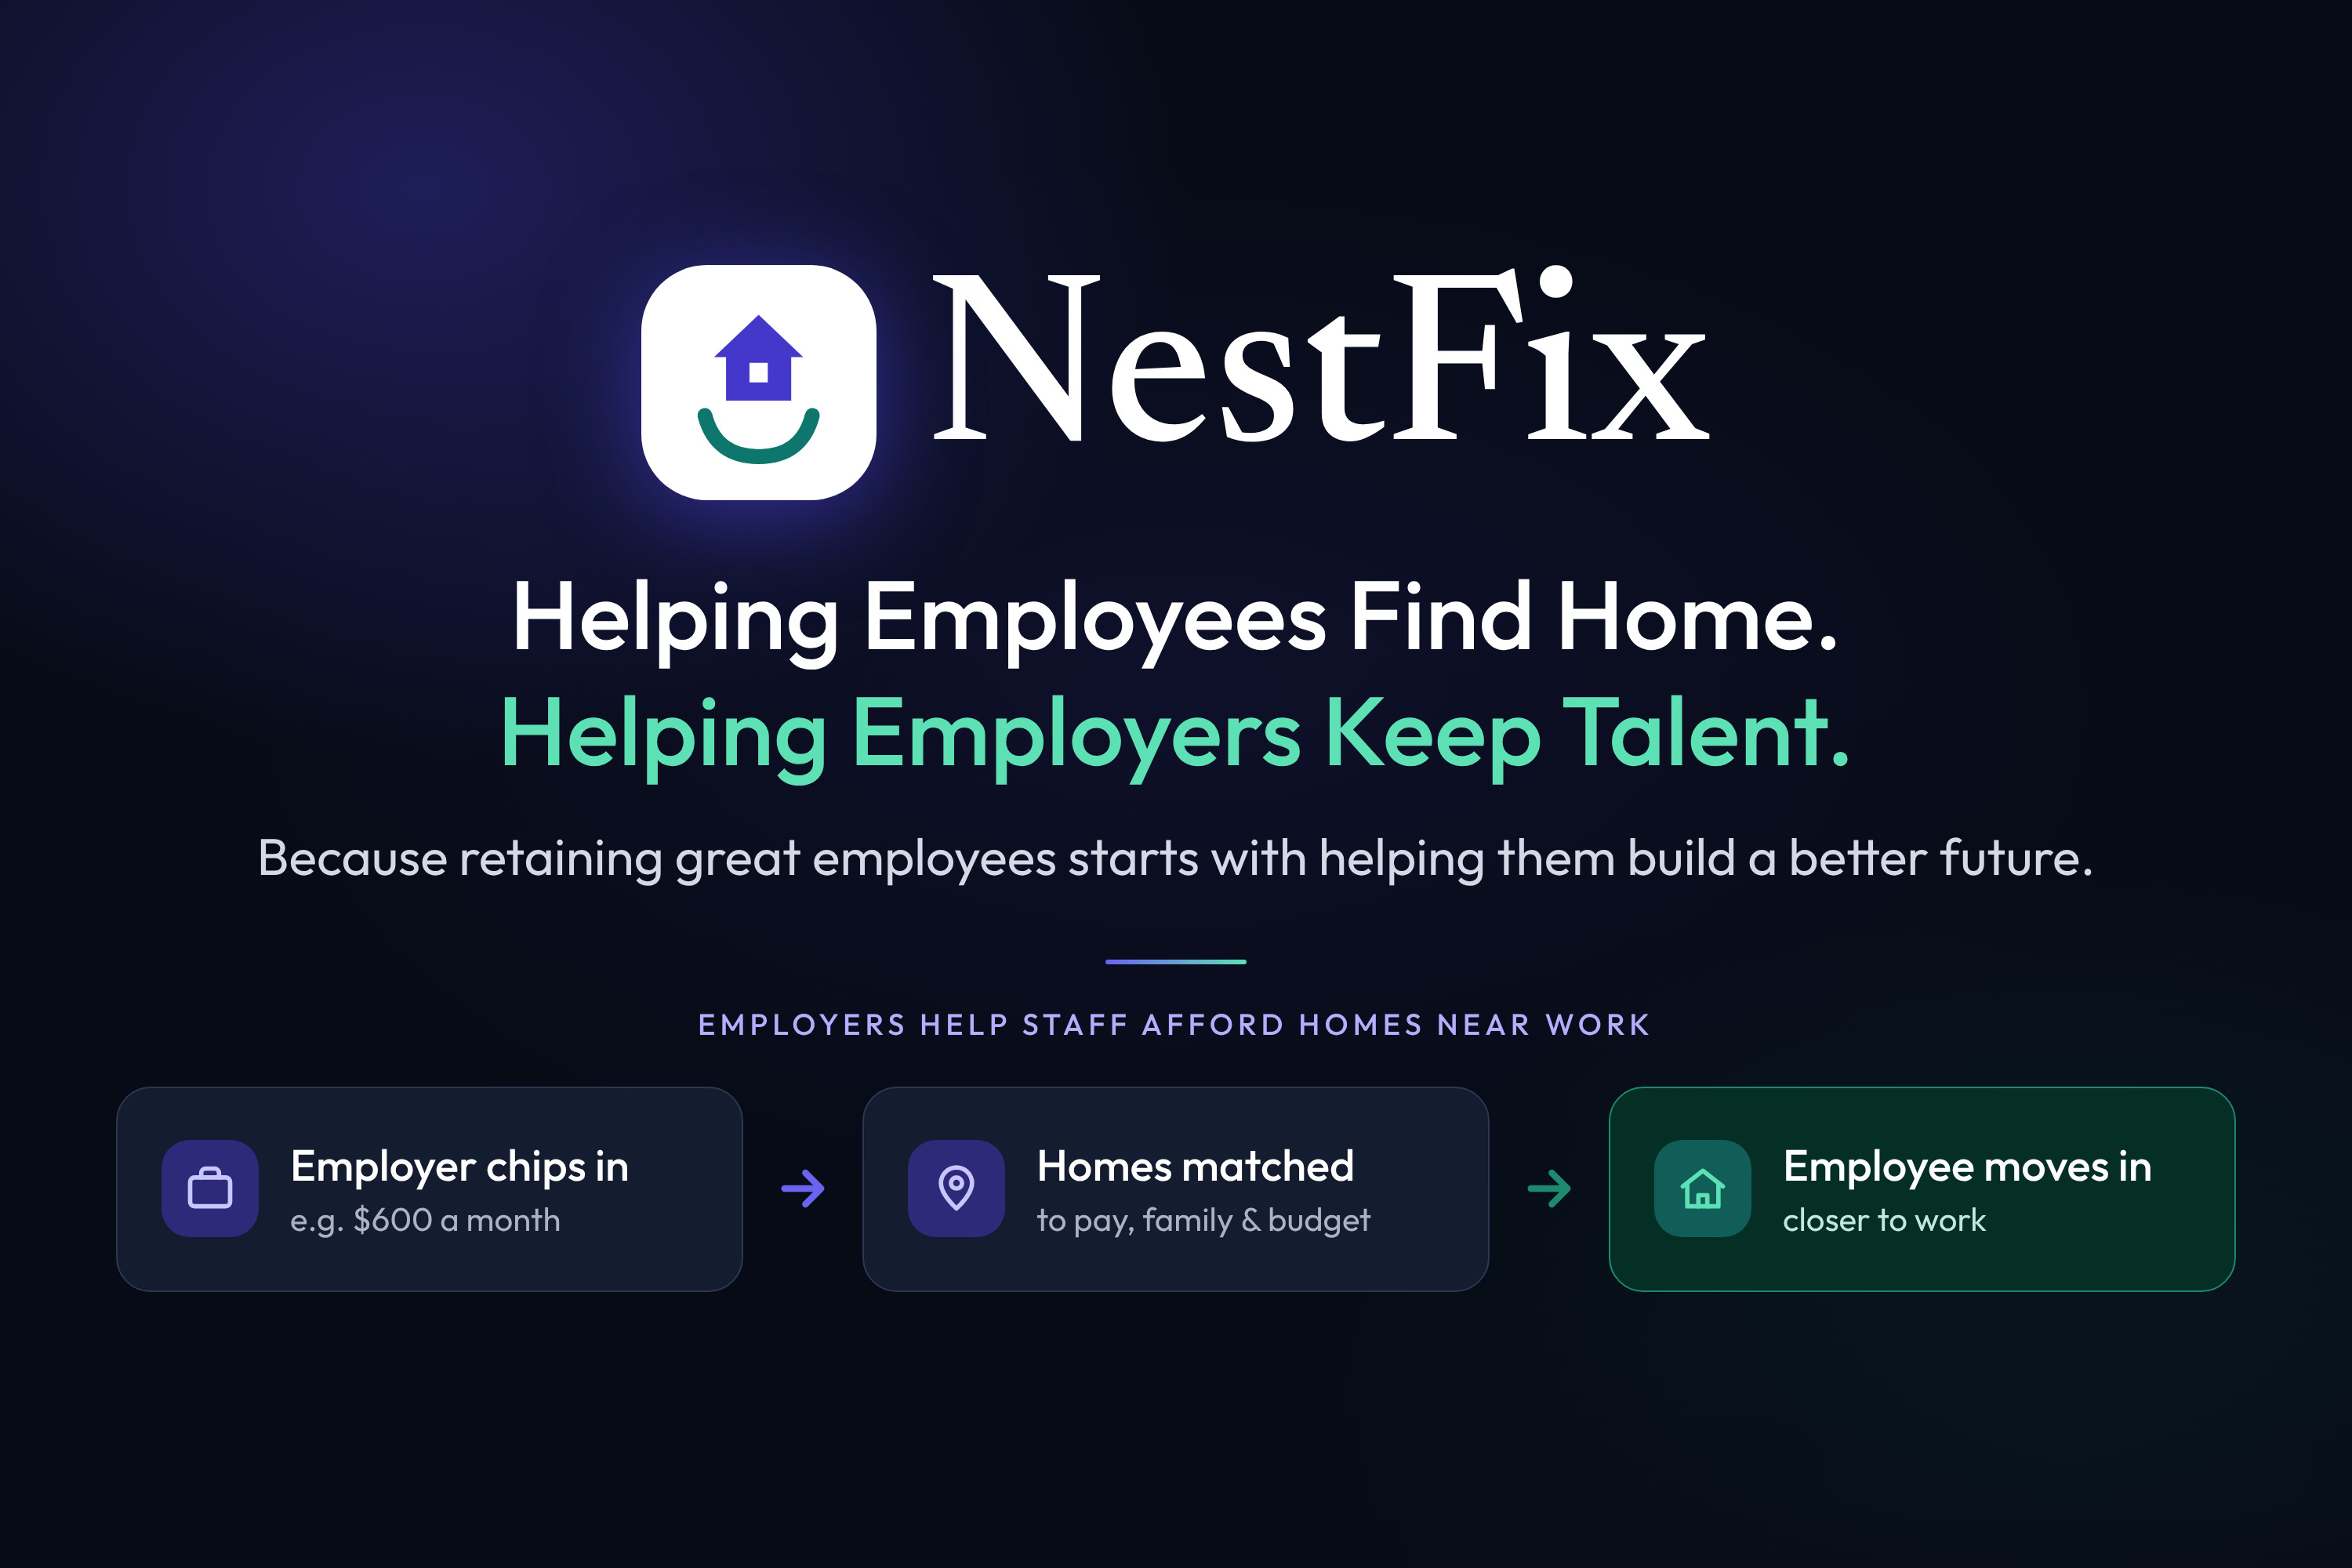 NestFix
Helping Employees Find Home.
Helping Employers Keep Talent.
Because retaining great employees starts with helping them build a better future.
EMPLOYERS HELP STAFF AFFORD HOMES NEAR WORK
Employer chips in
e.g. $600 a month
Homes matched
to pay, family & budget
Employee moves in
closer to work